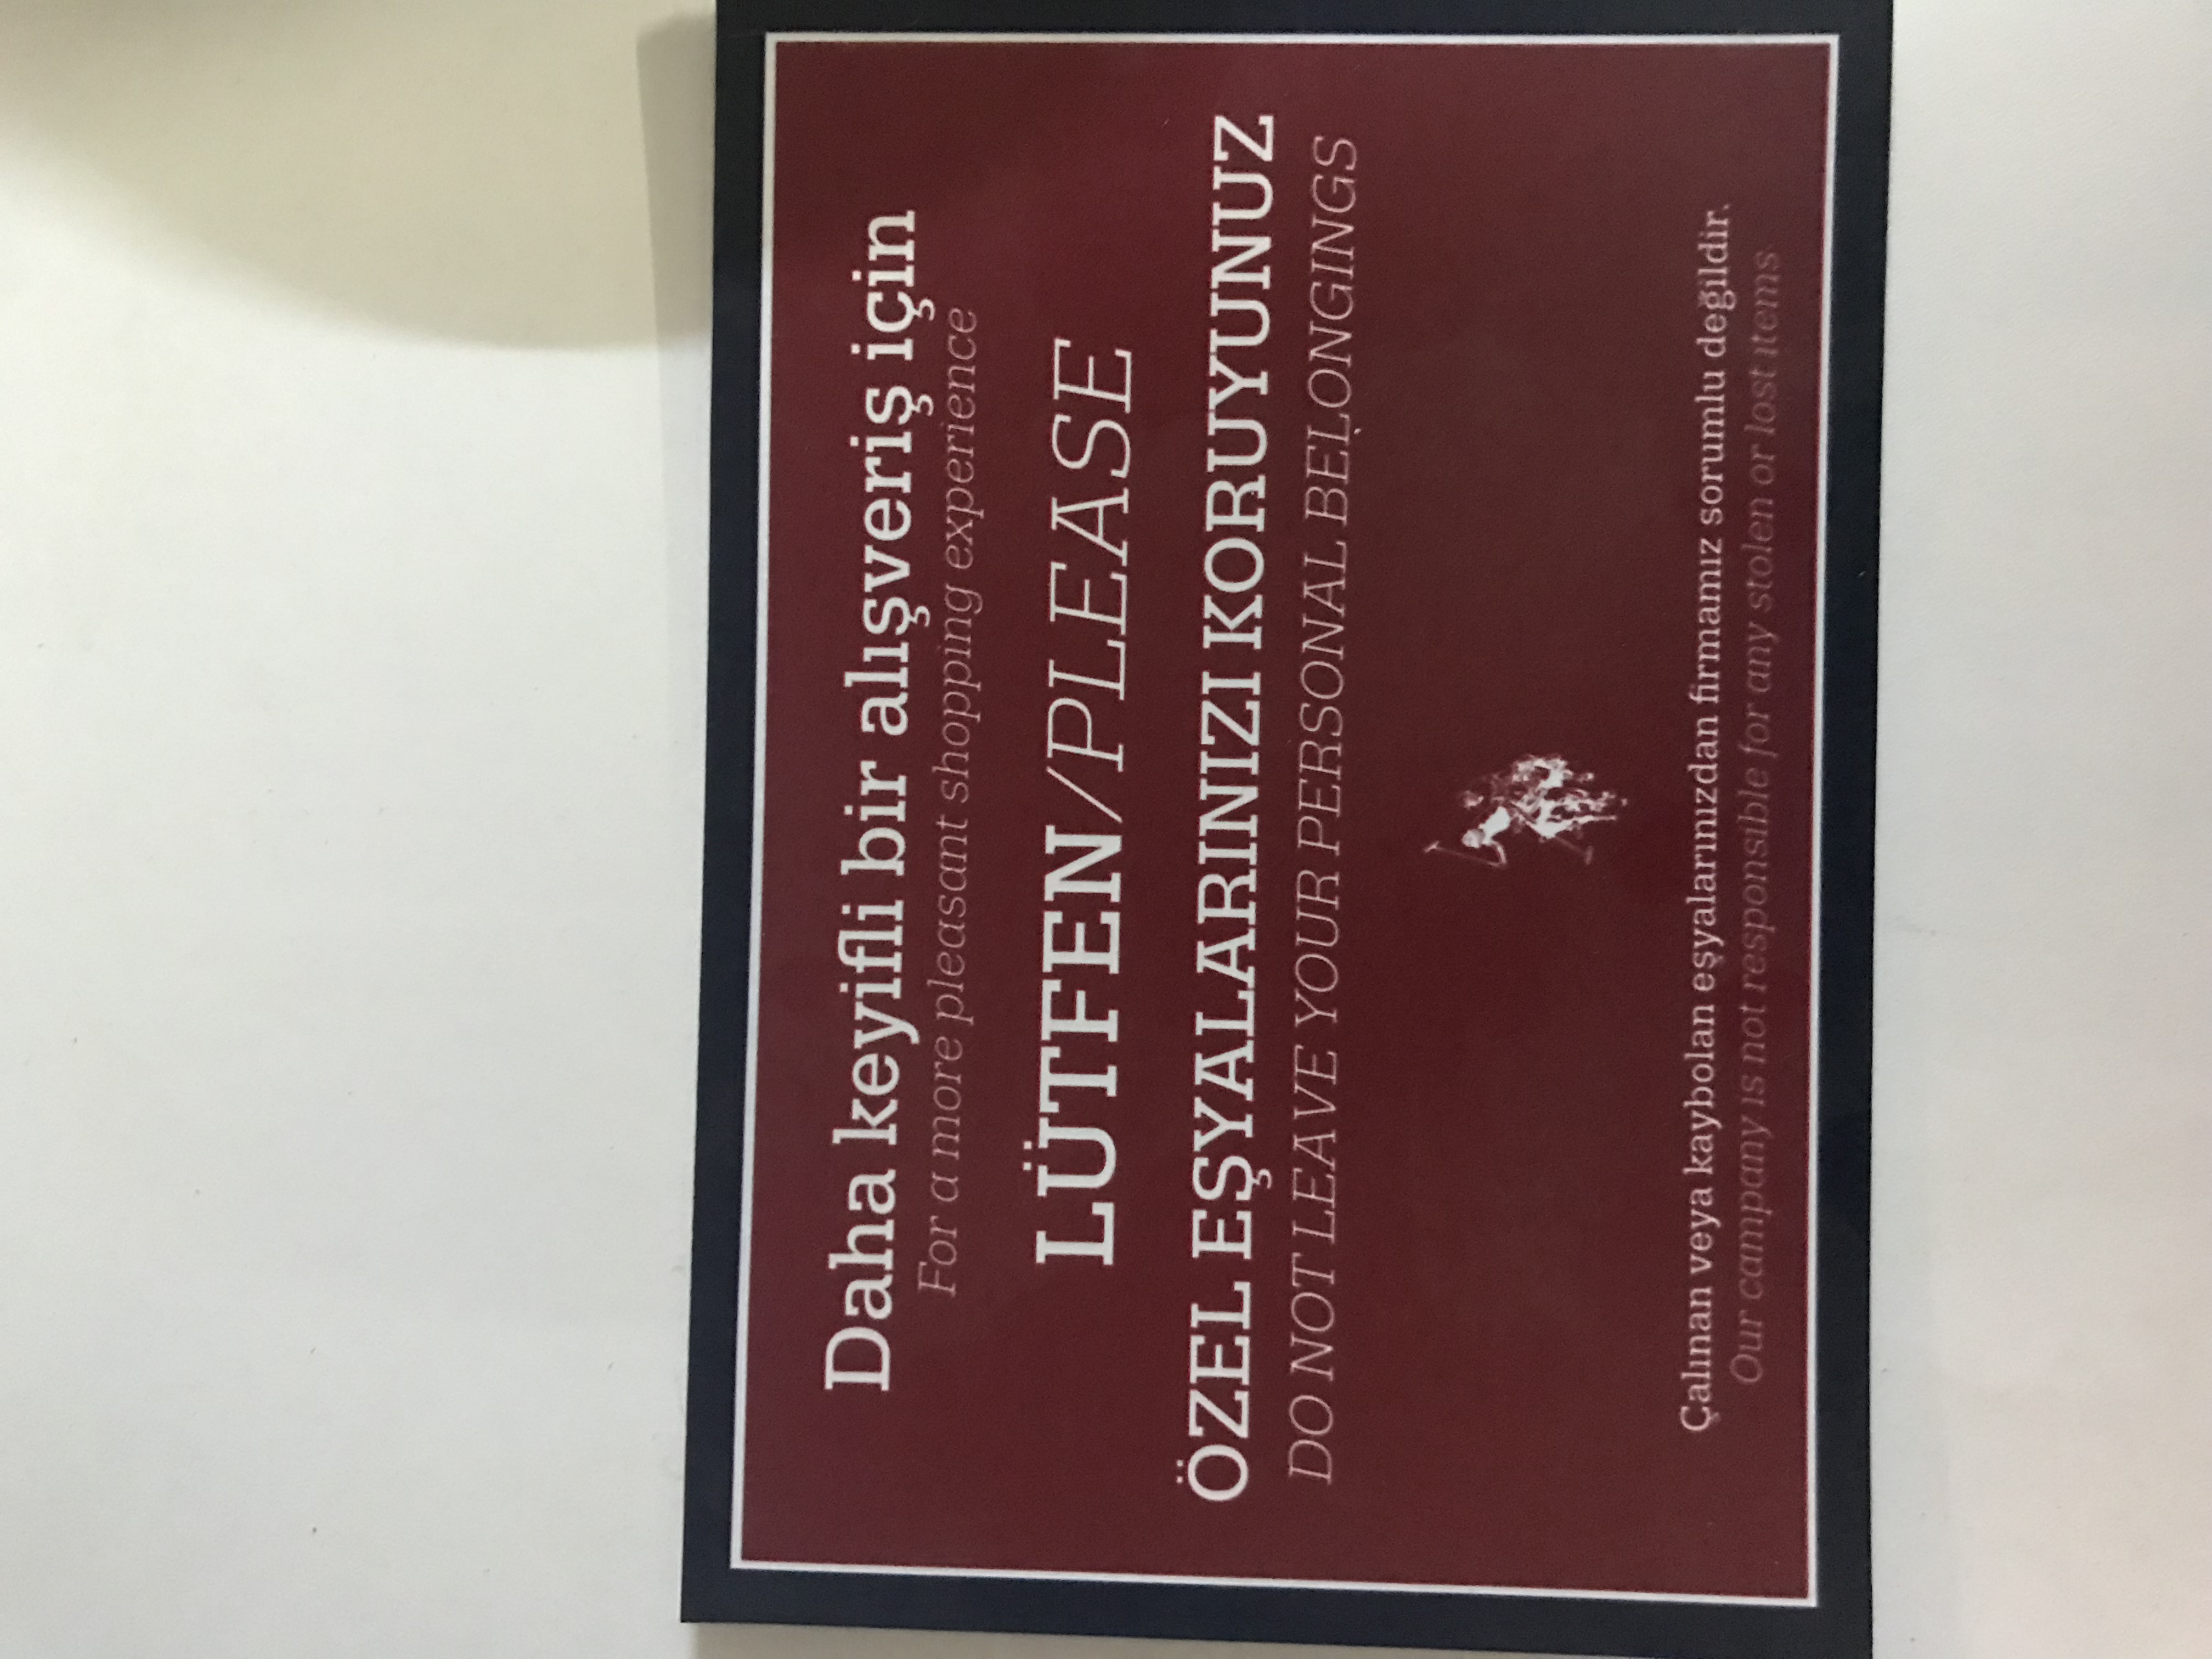 Daha keyifli bir alışveriş için
For a more pleasant shopping experience
LÜTFEN/PLEASE
ÖZEL EŞYALARINIZI KORUYUNUZ
DO NOT LEAVE YOUR PERSONAL BELONGINGS
Çalınan veya kaybolan eşyalarınızdan firmamız sorumlu değildir.
Our campany is not responsible for any stolen or lost items